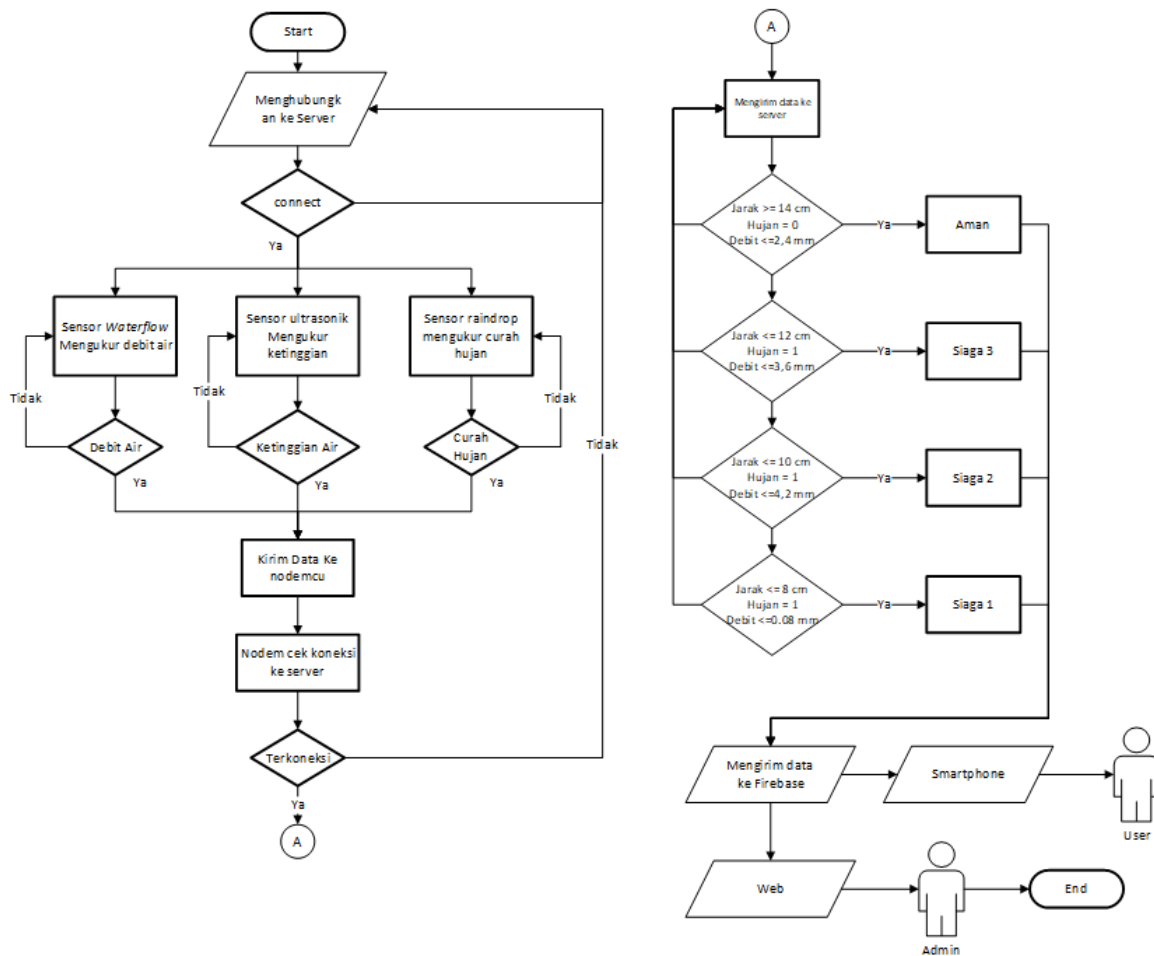 Start
Menghubungk
an ke Server
connect
Ya
Sensor Waterflow
Mengukur debit air
Sensor ultrasonik
Mengukur
ketinggian
Sensor raindrop
mengukur curah
hujan
Tidak
Tidak
Tidak
Tidak
Debit Air
Ketinggian Air
Curah
Hujan
Ya
Ya
Ya
Kirim Data Ke
nodemcu
Nodem cek koneksi
ke server
Terkoneksi
Ya
A
A
Mengirim data ke
server
Jarak >= 14 cm
Hujan = 0
Debit <=2,4 mm
Ya
Aman
Jarak <= 12 cm
Hujan = 1
Debit <=3,6 mm
Ya
Siaga 3
Jarak <= 10 cm
Hujan = 1
Debit <=4,2 mm
Ya
Siaga 2
Jarak <= 8 cm
Hujan = 1
Debit <=0.08 mm
Ya
Siaga 1
Mengirim data
ke Firebase
Smartphone
User
Web
Admin
End